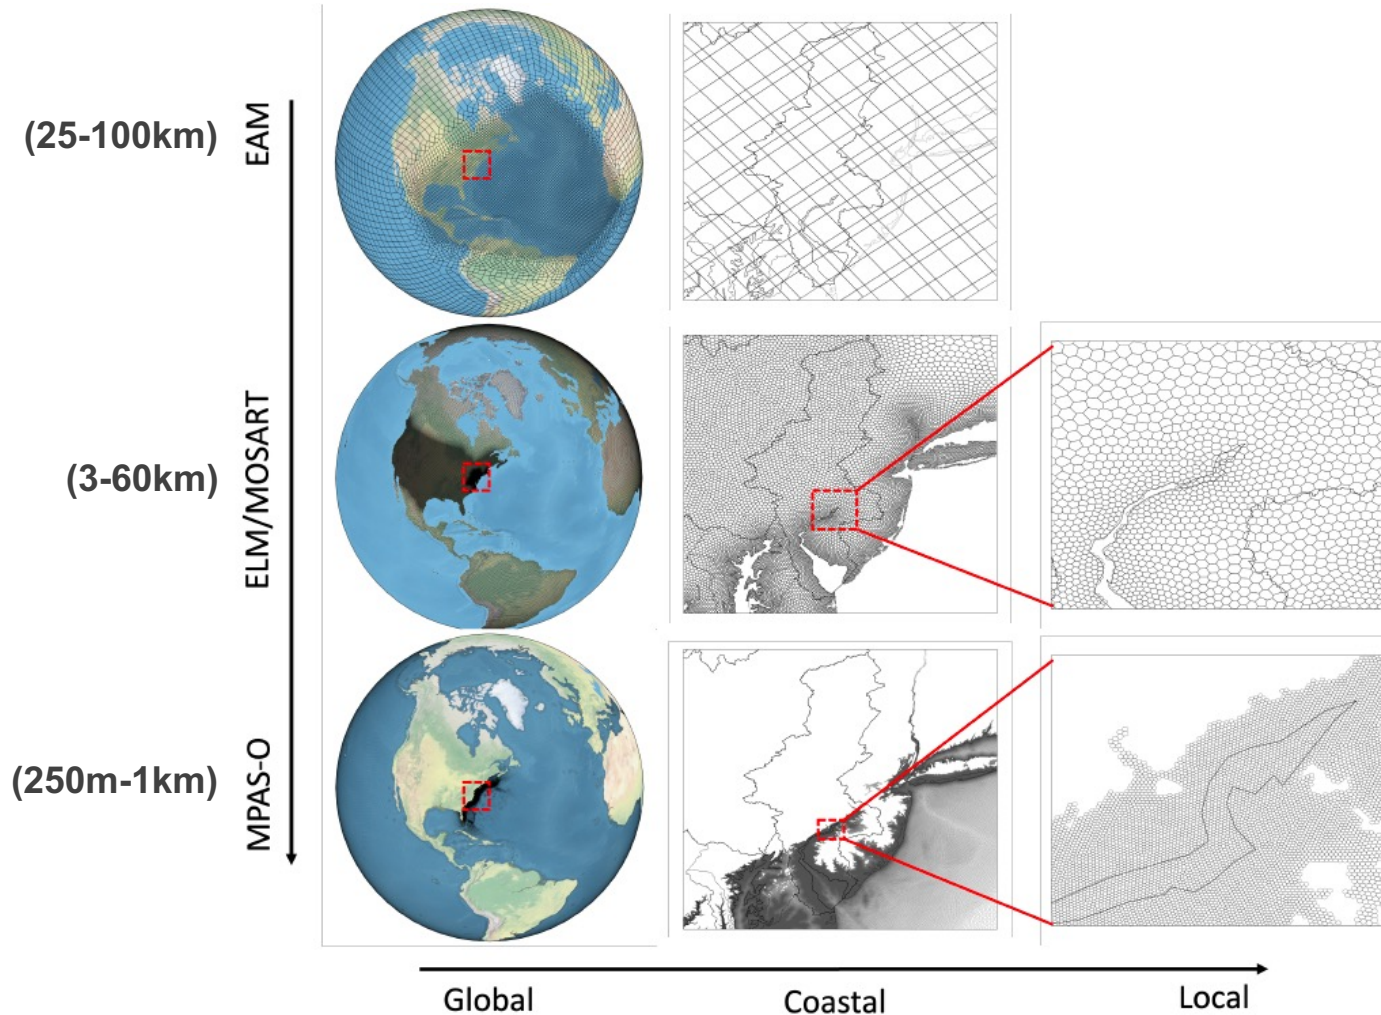 (25-100km)
EAM
(3-60km)
ELM/MOSART
(250m-1km)
MPAS-O
Global
Coastal
Local